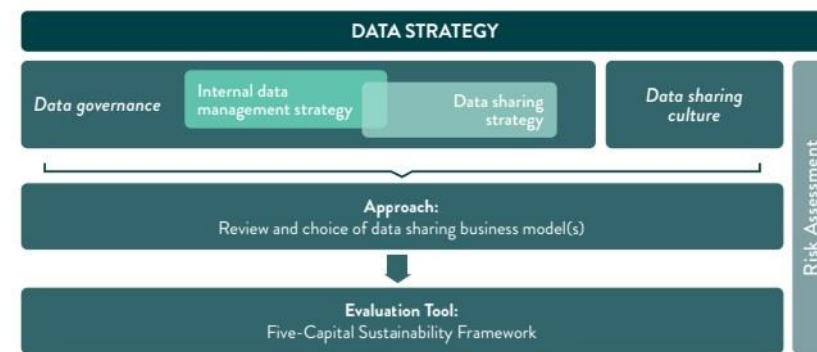 DATA STRATEGY
Data governance
Internal data
management strategy
Data sharing
strategy
Data sharing
culture
Risk Assessment
Approach:
Review and choice of data sharing business model(s)
Evaluation Tool:
Five-Capital Sustainability Framework